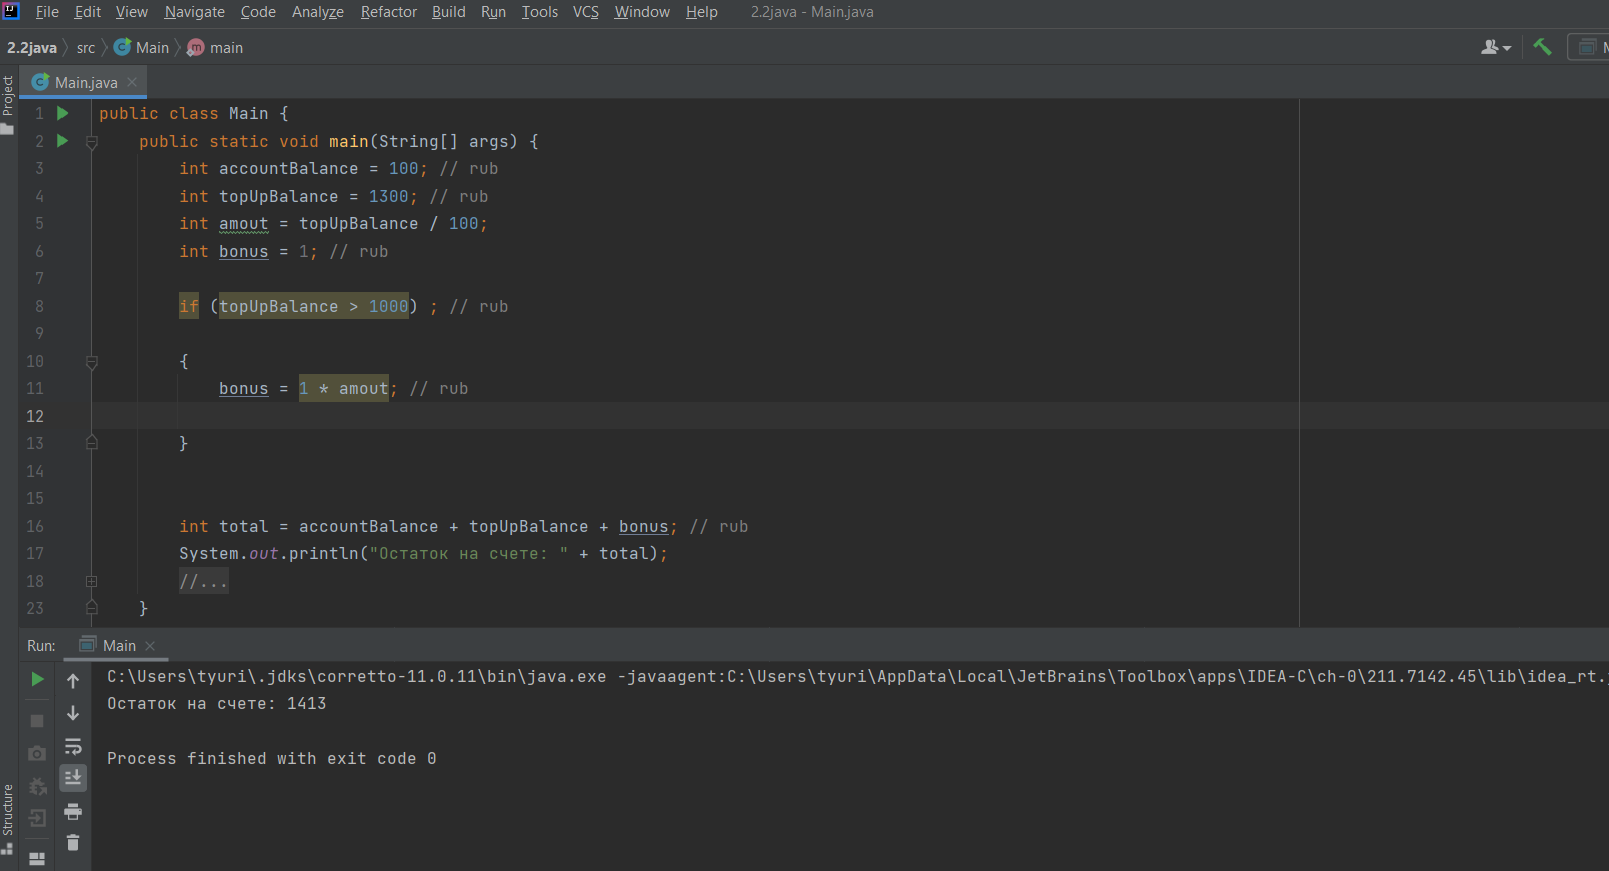 File Edit View Navigate Code Analyze Refactor Build Run Tools VCS Window Help 2.2java - Main.java
2.2java src Main main
Project
Main.java
1 public class Main {
2 public static void main(String[] args) {
3 int accountBalance = 100; // rub
4 int topUpBalance = 1300; // rub
5 int amout = topUpBalance / 100;
6 int bonus = 1; // rub
7
8 if (topUpBalance > 1000) ; // rub
9
10 {
11 bonus = 1 * amout; // rub
12
13 }
14
15
16 int total = accountBalance + topUpBalance + bonus; // rub
17 System.out.println("Остаток на счете: " + total);
18 //...
23 }
Run: Main
C:\Users\tyuri\.jdks\corretto-11.0.11\bin\java.exe -javaagent:C:\Users\tyuri\AppData\Local\JetBrains\Toolbox\apps\IDEA-C\ch-0\211.7142.45\lib\idea_rt.
Остаток на счете: 1413
Process finished with exit code 0
Structure